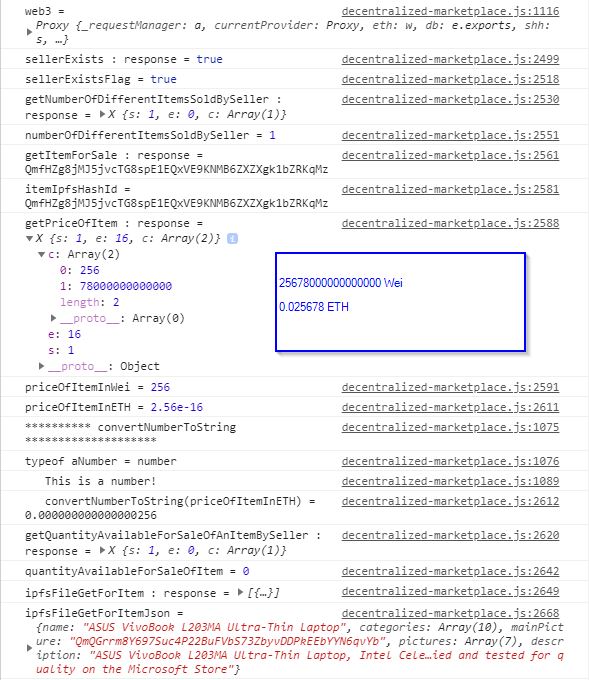 web3 = decentralized-marketplace.js:1116
Proxy {_requestManager: a, currentProvider: Proxy, eth: w, db: e.exports, shh:
s, …}
sellerExists : response = true decentralized-marketplace.js:2499
sellerExistsFlag = true decentralized-marketplace.js:2518
getNumberOfDifferentItemsSoldBySeller : decentralized-marketplace.js:2530
response = ▶X {s: 1, e: 0, c: Array(1)}
numberOfDifferentItemsSoldBySeller = 1 decentralized-marketplace.js:2551
getItemForSale : response = decentralized-marketplace.js:2561
QmfHZg8jMJ5jvcTG8spE1EQxVE9KNMB6ZXZXgk1bZRKqMz
itemIpfsHashId = decentralized-marketplace.js:2581
QmfHZg8jMJ5jvcTG8spE1EQxVE9KNMB6ZXZXgk1bZRKqMz
getPriceOfItem : response = decentralized-marketplace.js:2588
▼X {s: 1, e: 16, c: Array(2)} i
▼c: Array(2)
0: 256
1: 78000000000000
length: 2
▶__proto__: Array(0)
e: 16
s: 1
▶__proto__: Object
25678000000000000 Wei
0.025678 ETH
priceOfItemInWei = 256 decentralized-marketplace.js:2591
priceOfItemInETH = 2.56e-16 decentralized-marketplace.js:2611
********** convertNumberToString decentralized-marketplace.js:1075
********************
typeof aNumber = number decentralized-marketplace.js:1076
This is a number! decentralized-marketplace.js:1089
convertNumberToString(priceOfItemInETH) = decentralized-marketplace.js:2612
0.000000000000000256
getQuantityAvailableForSaleOfAnItemBySeller : decentralized-marketplace.js:2620
response = ▶X {s: 1, e: 0, c: Array(1)}
quantityAvailableForSaleOfItem = 0 decentralized-marketplace.js:2642
ipfsFileGetForItem : response = ▶[{…}] decentralized-marketplace.js:2649
ipfsFileGetForItemJson = decentralized-marketplace.js:2668
{name: "ASUS VivoBook L203MA Ultra-Thin Laptop", categories: Array(10), mainPict
ure: "QmQGrrm8Y697Suc4P22BuFVbS73ZbyvDDPkEEbYYN6qvYb", pictures: Array(7), descr
iption: "ASUS VivoBook L203MA Ultra-Thin Laptop, Intel Cele…ied and tested for q
uality on the Microsoft Store"}